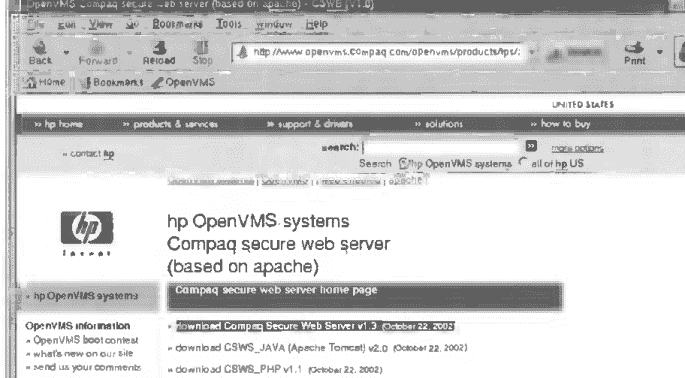 OpenVMS Compaq secure web server (based on apache) - CSWB [V1.0]
File Edit View Go Bookmarks Tools Window Help
Back Forward Reload Stop http://www.openvms.compaq.com/openvms/products/ips/ Print
Home Bookmarks OpenVMS
UNITED STATES
» hp home » products & services » support & drivers » solutions » how to buy
» contact hp search: » more options
Search hp OpenVMS systems all of hp US
apache |
hp
invent
hp OpenVMS systems
Compaq secure web server
(based on apache)
» hp OpenVMS systems
Compaq secure web server home page
OpenVMS information
» OpenVMS boot contest
» what's new on our site
» send us your comments
» download Compaq Secure Web Server v1.3 (October 22, 2002)
» download CSWS_JAVA (Apache Tomcat) v2.0 (October 22, 2002)
» download CSWS_PHP v1.1 (October 22, 2002)